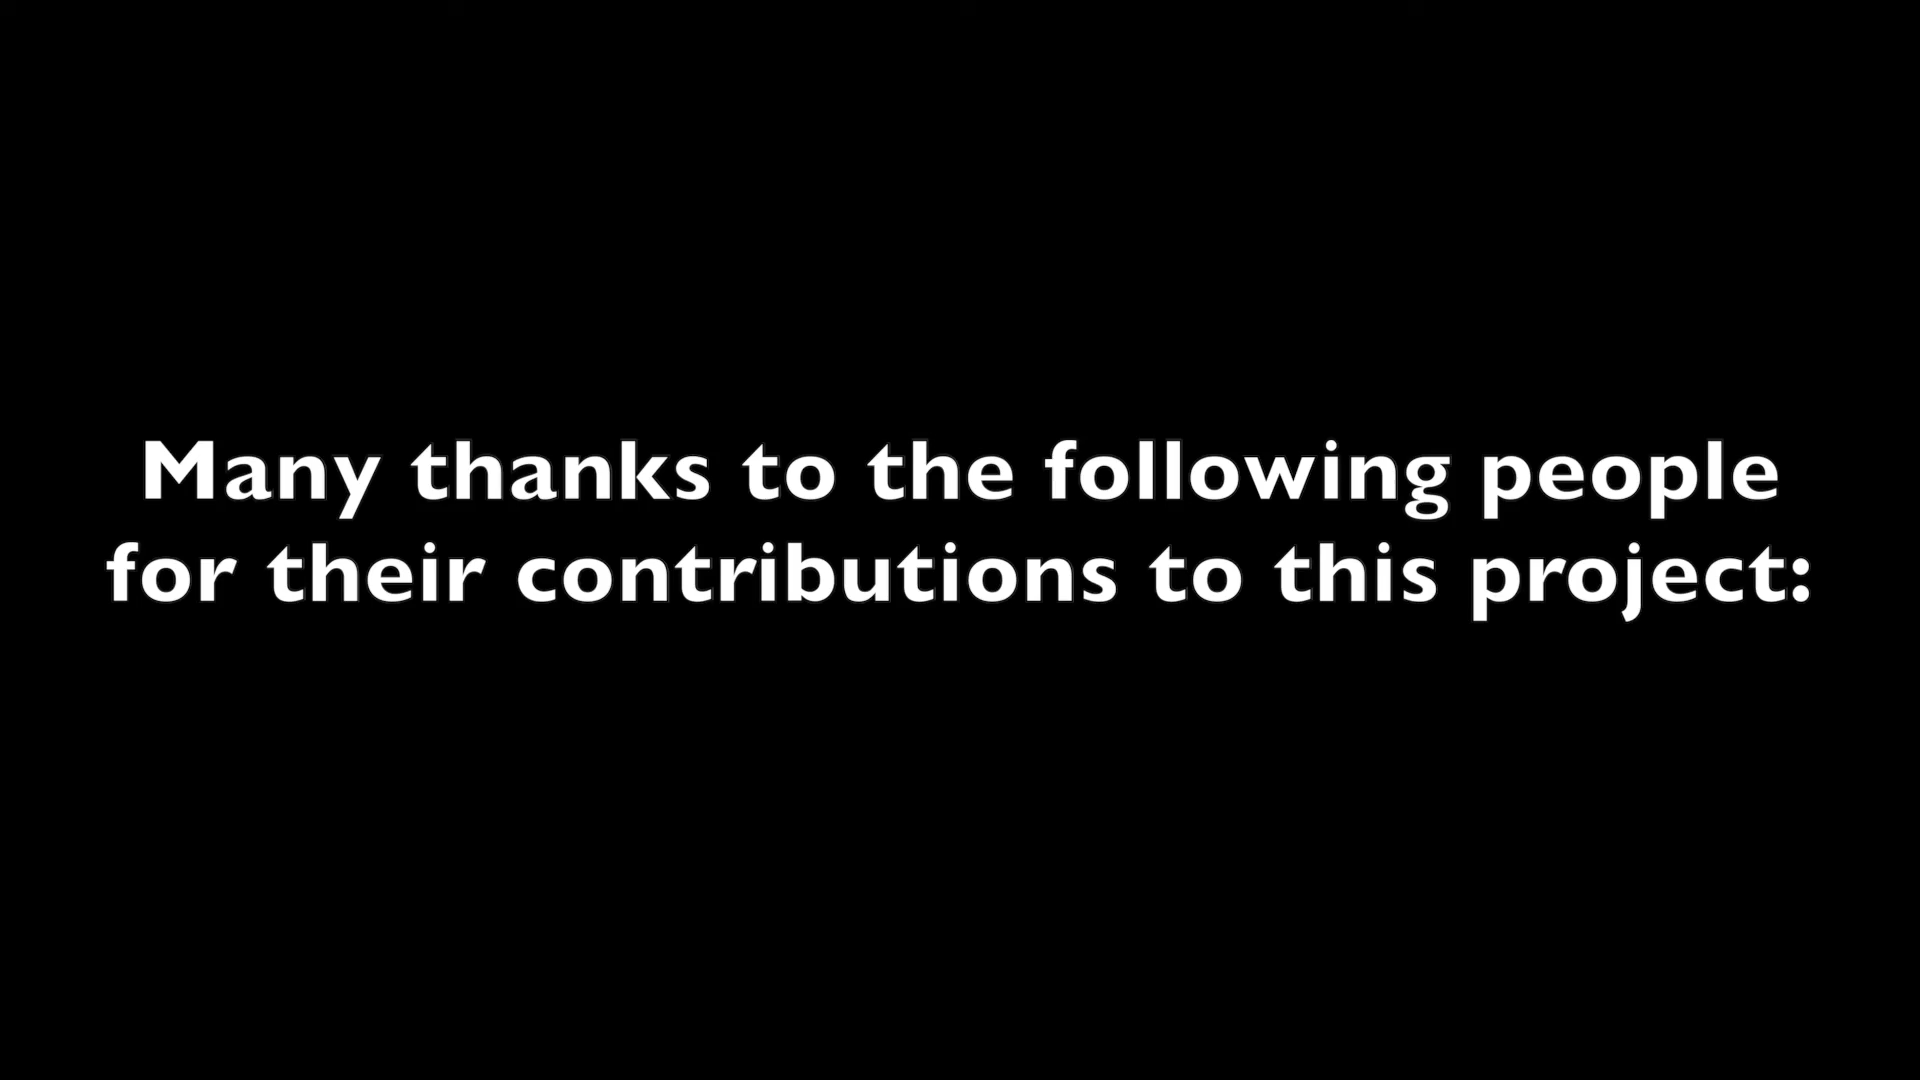 Many thanks to the following people
for their contributions to this project: